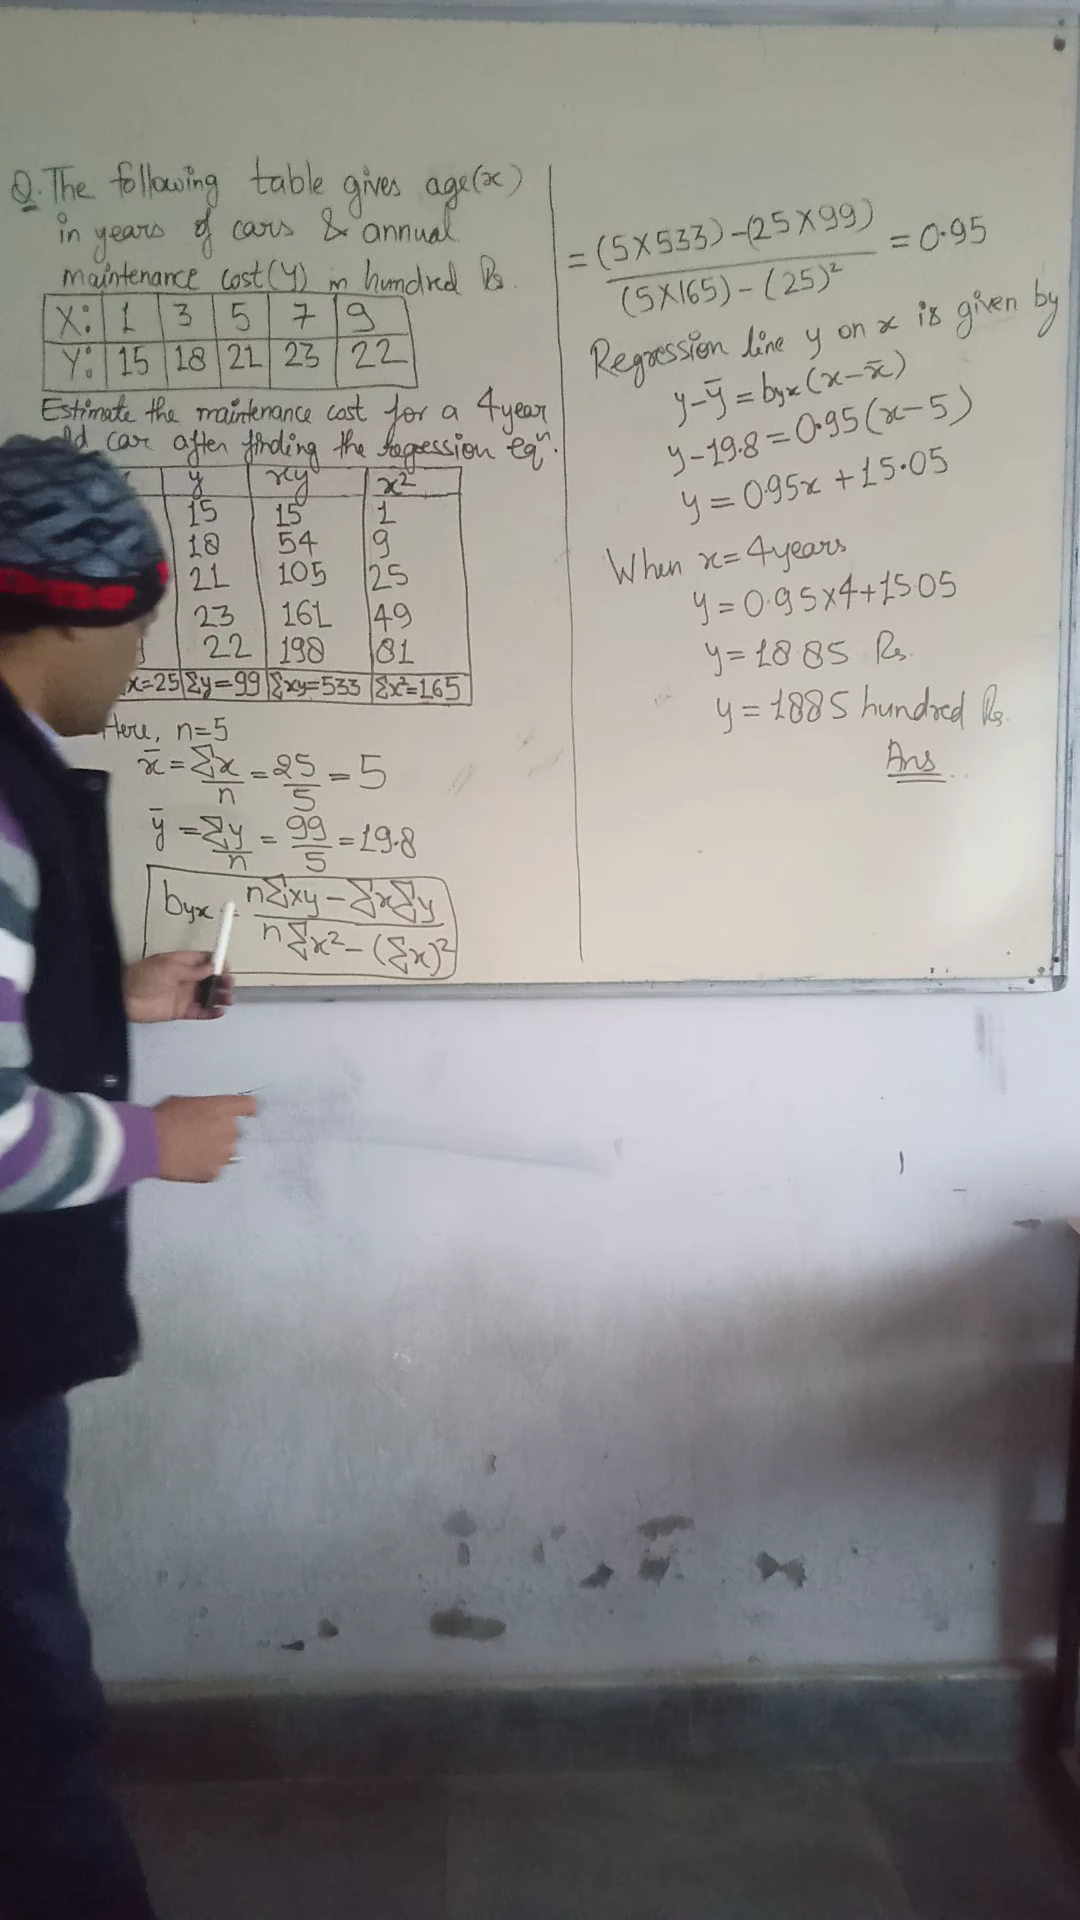 Q. The following table gives age(x)
in years of cars & annual
maintenance cost(Y) in hundred Rs.
X: 1 3 5 7 9
Y: 15 18 21 23 22
Estimate the maintenance cost for a 4year
ld car after finding the regression eqⁿ.
y xy x²
15 15 1
18 54 9
21 105 25
23 161 49
22 198 81
x=25 Σy=99 Σxy=533 Σx²=165
Here, n=5
x̄ = Σx/n = 25/5 = 5
ȳ = Σy/n = 99/5 = 19.8
byx = nΣxy-ΣxΣy / nΣx²-(Σx)²
= (5×533)-(25×99) / (5×165)-(25)² = 0.95
Regression line y on x is given by
y-ȳ = byx(x-x̄)
y-19.8 = 0.95(x-5)
y = 0.95x + 15.05
When x=4years
y = 0.95×4+15.05
y = 18.85 Rs.
y = 1885 hundred Rs.
Ans